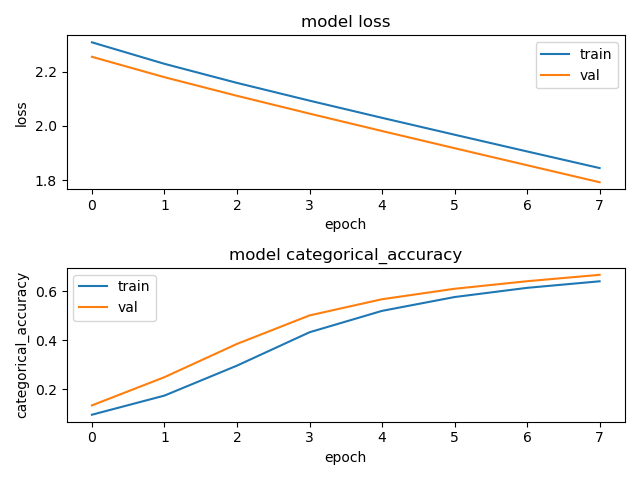 model loss
2.2
2.0
1.8
loss
train
val
0 1 2 3 4 5 6 7
epoch
model categorical_accuracy
0.6
0.4
0.2
categorical_accuracy
train
val
0 1 2 3 4 5 6 7
epoch